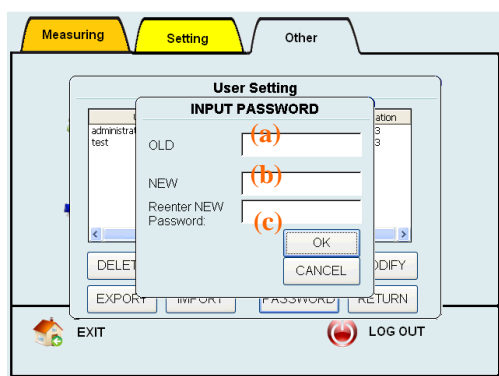 Measuring Setting Other
User Setting
INPUT PASSWORD
administrat
test
ation
3
3
OLD (a)
NEW (b)
Reenter NEW
Password: (c)
OK
CANCEL
DELET
ODIFY
EXPORT IMPORT PASSWORD RETURN
EXIT LOG OUT